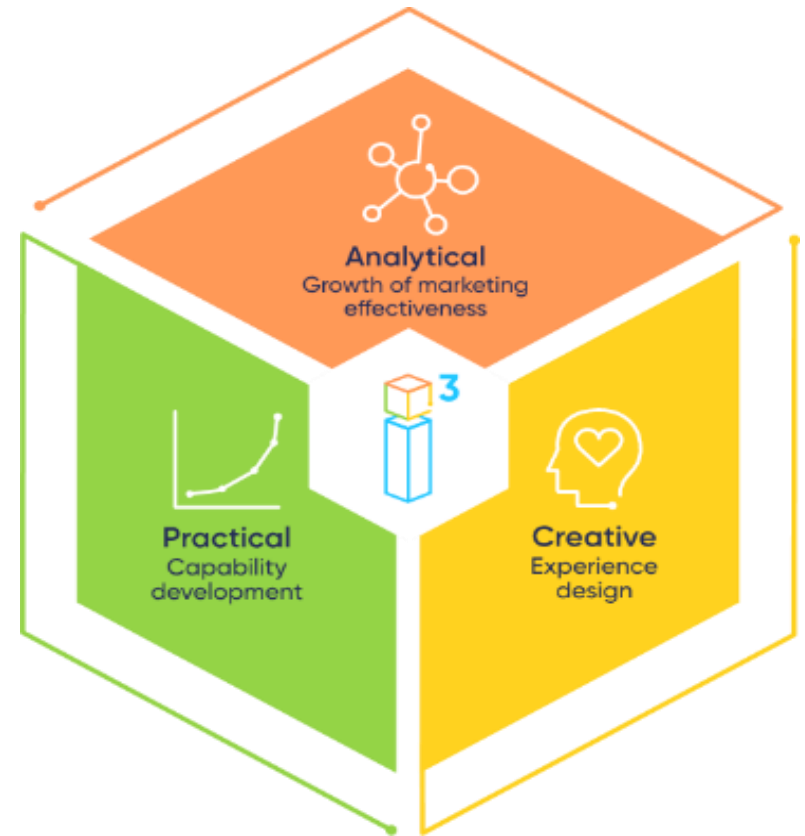 Analytical
Growth of marketing
effectiveness
3
Practical
Capability
development
Creative
Experience
design